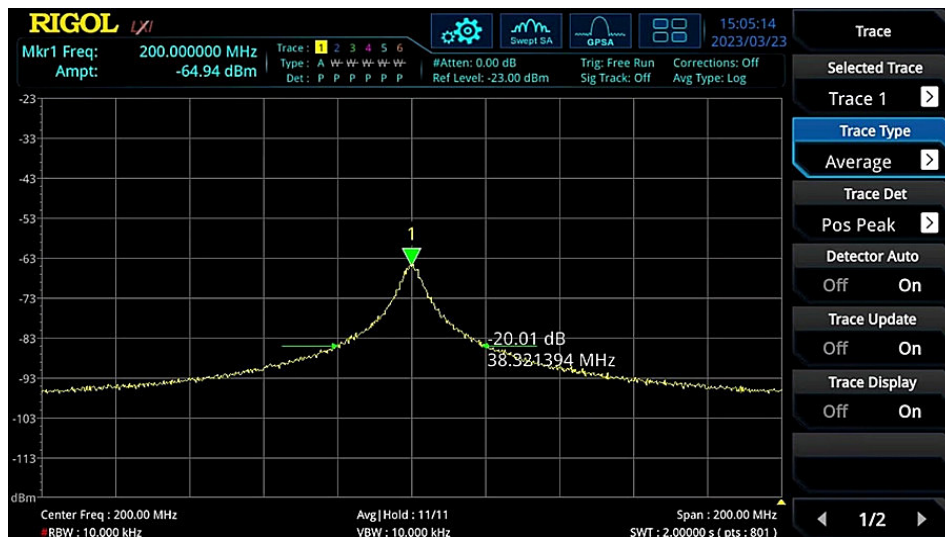 RIGOL LXI
Mkr1 Freq: 200.000000 MHz
Ampt: -64.94 dBm
Trace : 1 2 3 4 5 6
Type : A W W W W W
Det : P P P P P P
Swept SA
GPSA
15:05:14
2023/03/23
#Atten: 0.00 dB Trig: Free Run Corrections: Off
Ref Level: -23.00 dBm Sig Track: Off Avg Type: Log
-23
-33
-43
-53
1
-63
-73
-83
-20.01 dB
38.321394 MHz
-93
-103
-113
dBm
Center Freq : 200.00 MHz Avg|Hold : 11/11 Span : 200.00 MHz
#RBW : 10.000 kHz VBW : 10.000 kHz SWT : 2.00000 s ( pts : 801 )
Trace
Selected Trace
Trace 1
Trace Type
Average
Trace Det
Pos Peak
Detector Auto
Off On
Trace Update
Off On
Trace Display
Off On
1/2